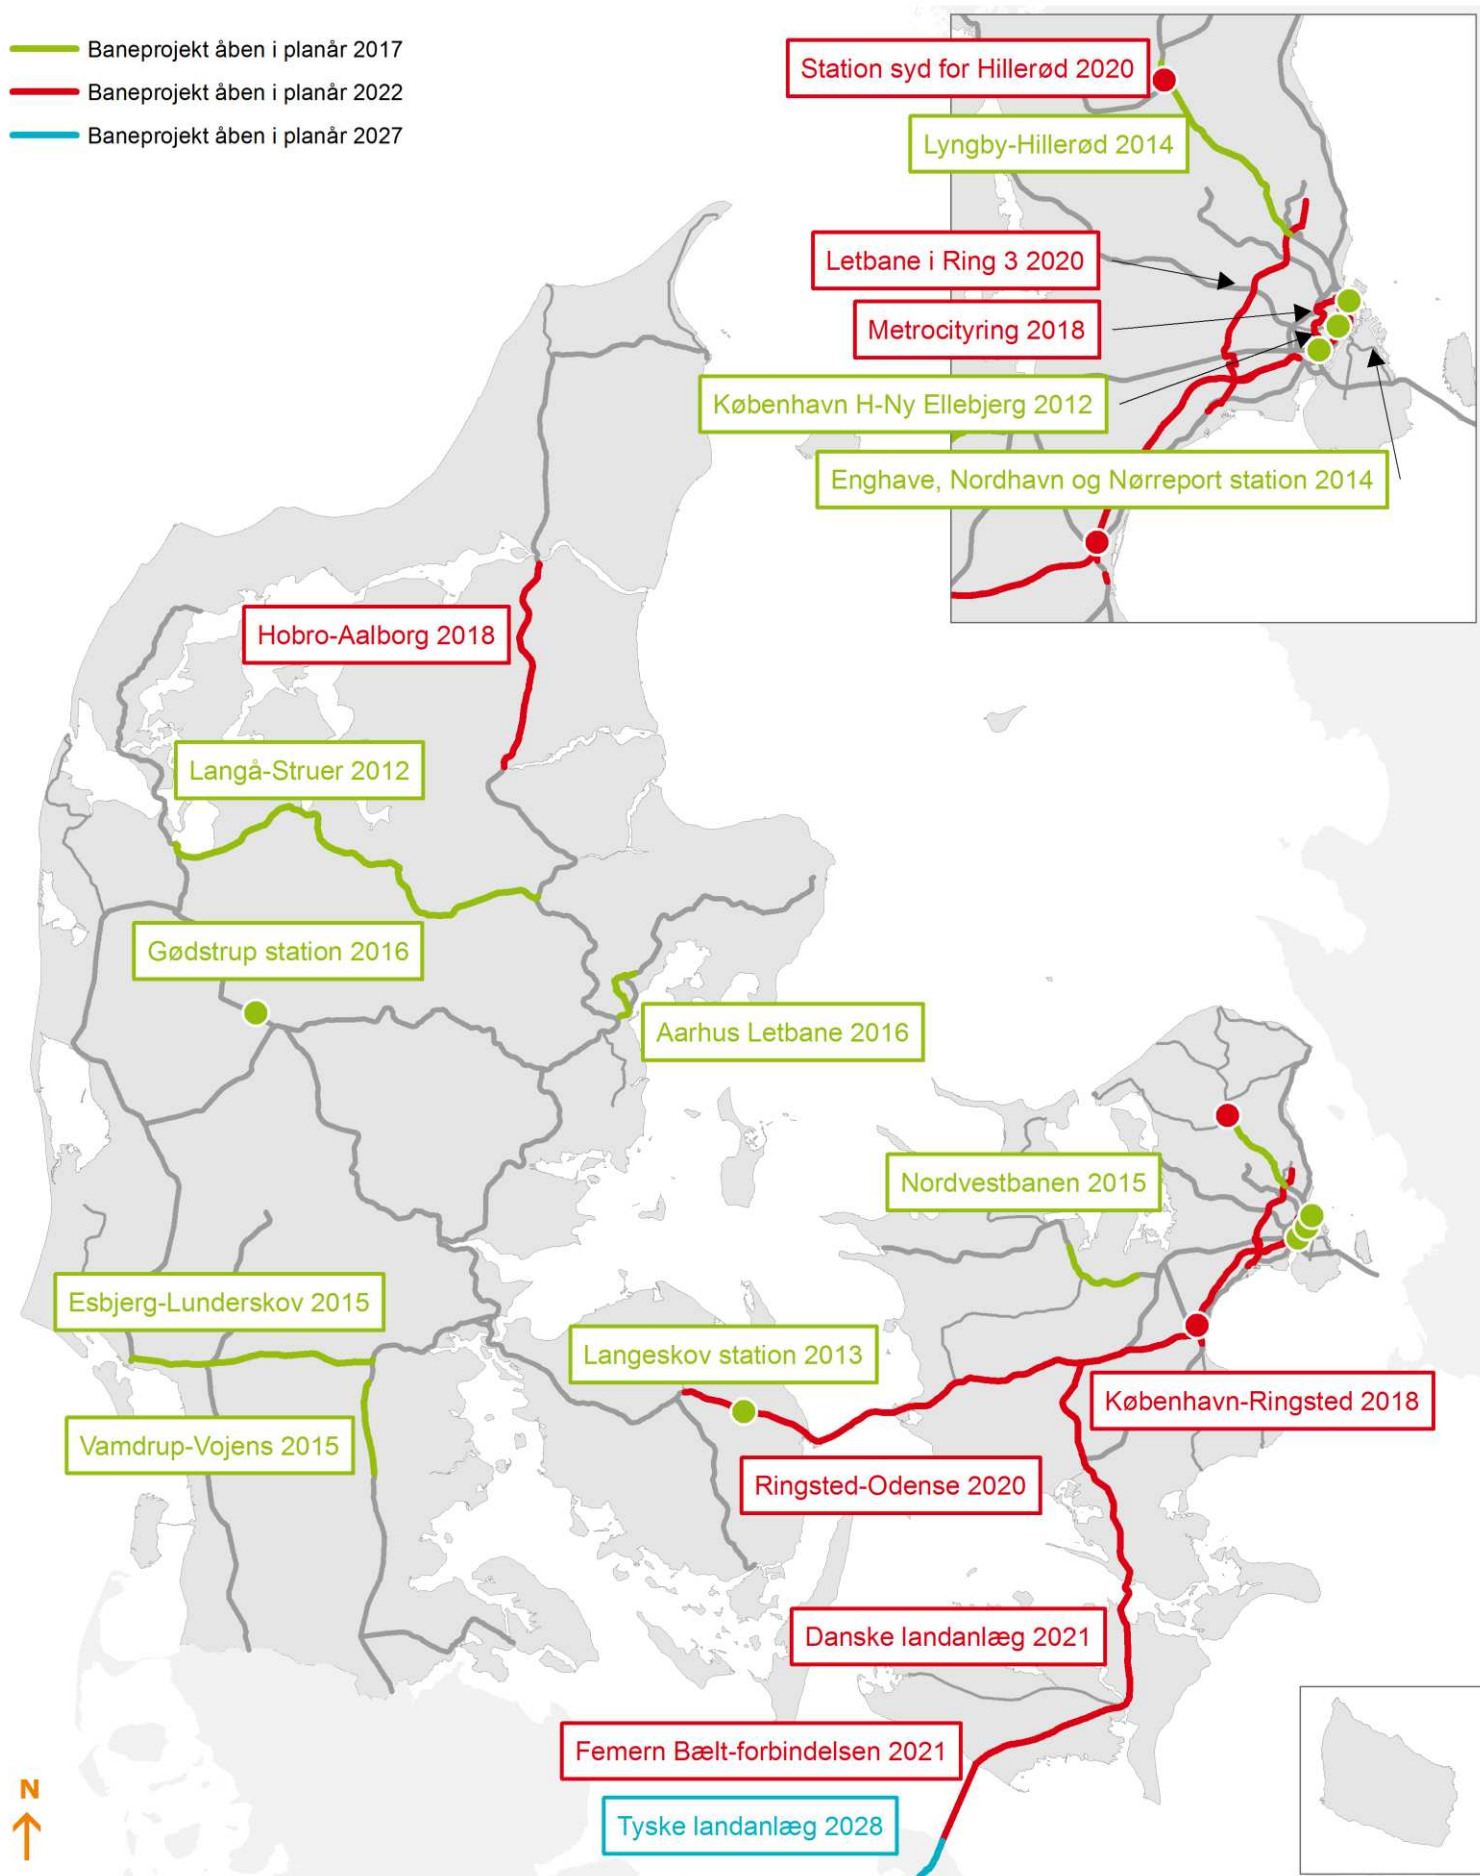 Baneprojekt åben i planår 2017
Baneprojekt åben i planår 2022
Baneprojekt åben i planår 2027
Station syd for Hillerød 2020
Lyngby-Hillerød 2014
Letbane i Ring 3 2020
Metrocityring 2018
København H-Ny Ellebjerg 2012
Enghave, Nordhavn og Nørreport station 2014
Hobro-Aalborg 2018
Langå-Struer 2012
Gødstrup station 2016
Aarhus Letbane 2016
Nordvestbanen 2015
Esbjerg-Lunderskov 2015
Langeskov station 2013
København-Ringsted 2018
Vamdrup-Vojens 2015
Ringsted-Odense 2020
Danske landanlæg 2021
Femern Bælt-forbindelsen 2021
N
Tyske landanlæg 2028